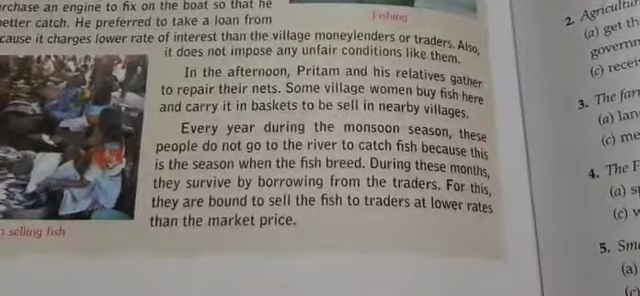 purchase an engine to fix on the boat so that he
better catch. He preferred to take a loan from
cause it charges lower rate of interest than the village moneylenders or traders. Also,
it does not impose any unfair conditions like them.
Fishing
In the afternoon, Pritam and his relatives gather
to repair their nets. Some village women buy fish here
and carry it in baskets to be sell in nearby villages.
Every year during the monsoon season, these
people do not go to the river to catch fish because this
is the season when the fish breed. During these months,
they survive by borrowing from the traders. For this,
they are bound to sell the fish to traders at lower rates
than the market price.
selling fish
2. Agricultur
(a) get th
governm
(c) recei
3. The far
(a) lan
(c) me
4. The F
(a) s
(c)
5. Sm
(a)